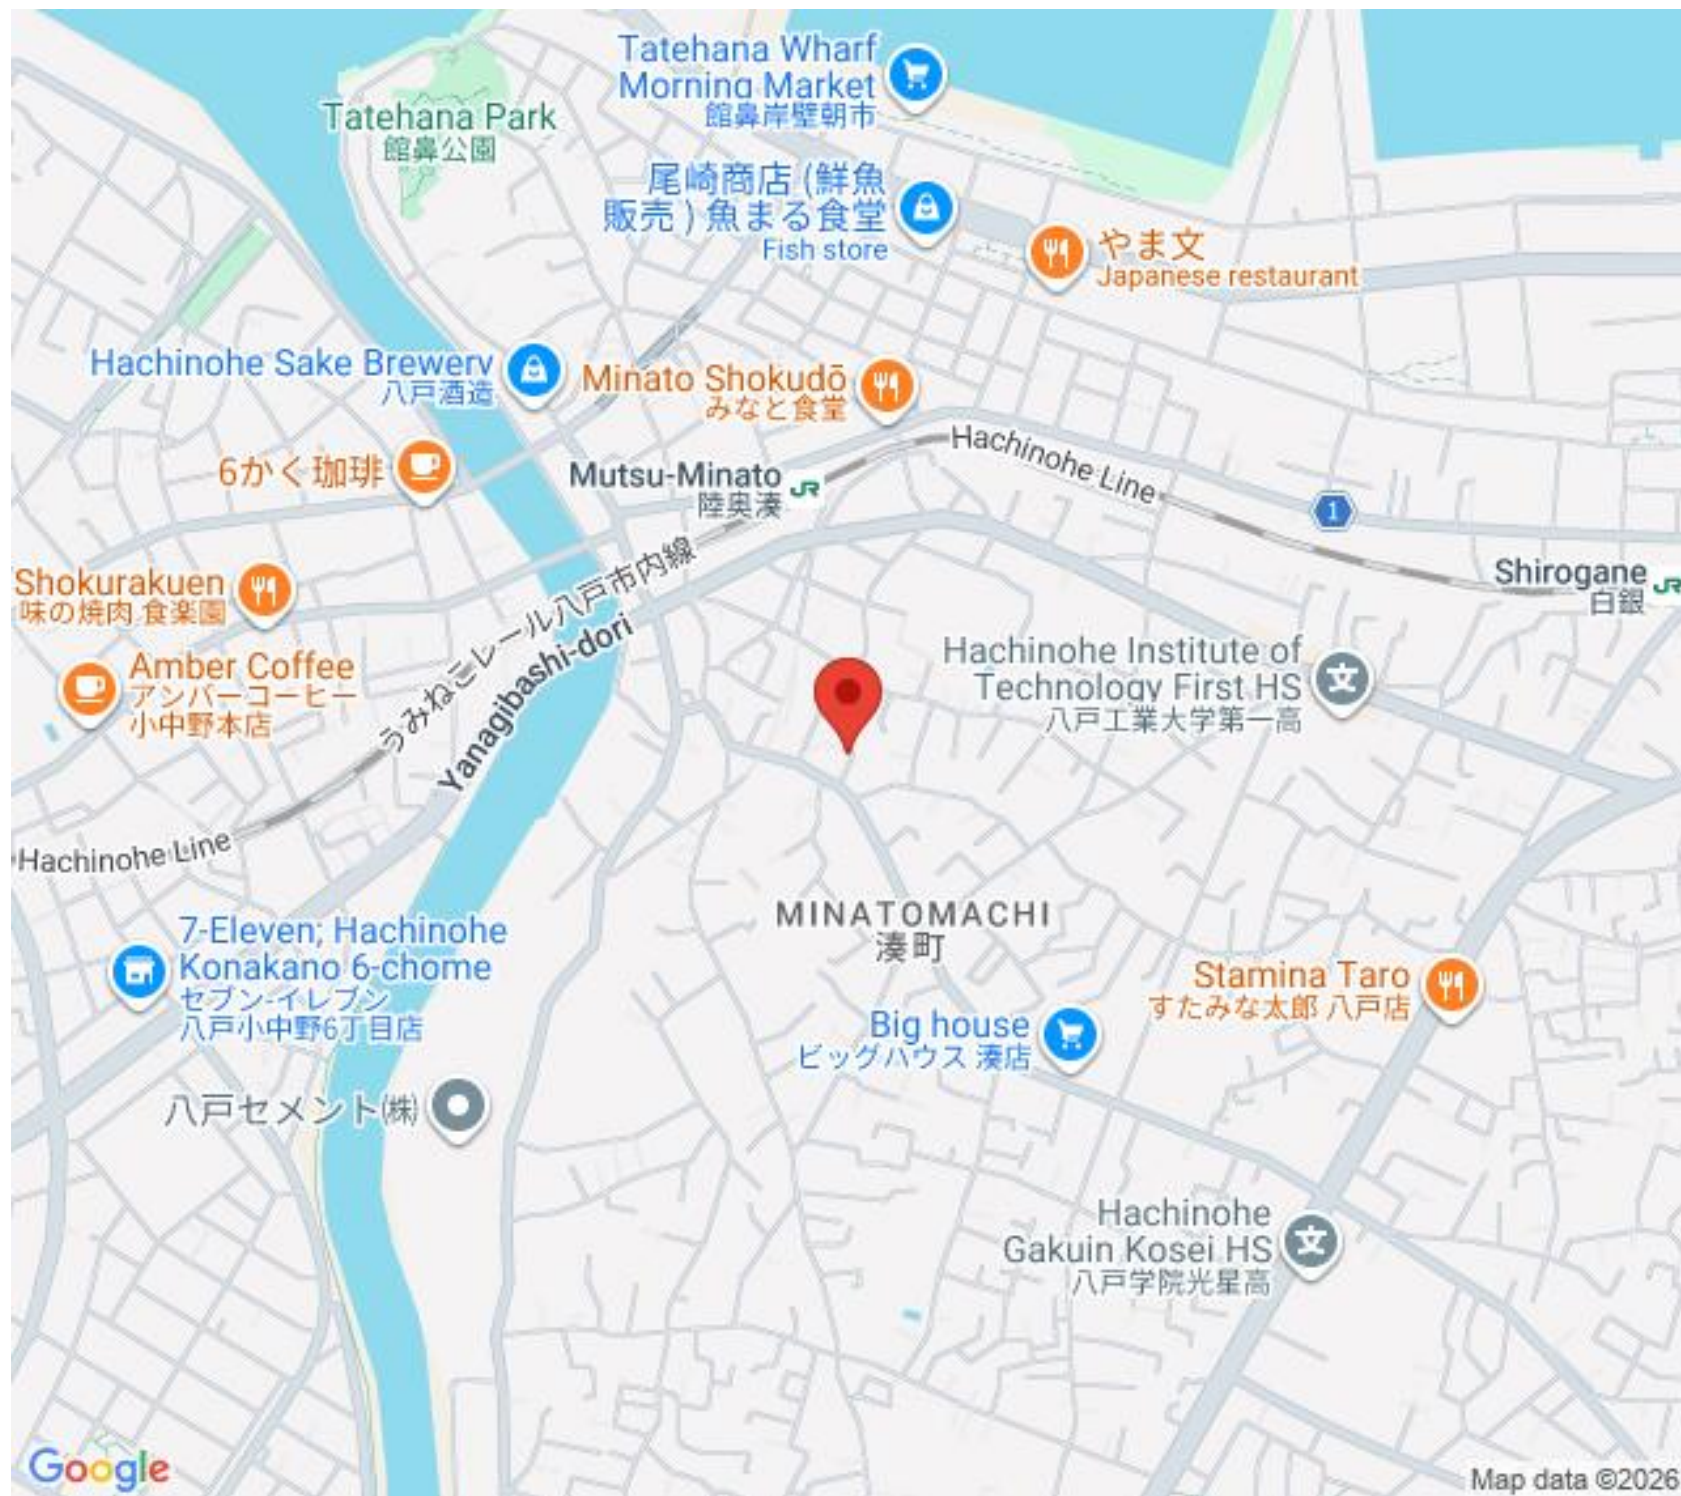 Tatehana Wharf
Morning Market
館鼻岸壁朝市
Tatehana Park
館鼻公園
尾崎商店 (鮮魚
販売 ) 魚まる食堂
Fish store
やま文
Japanese restaurant
Hachinohe Sake Brewery
八戸酒造
Minato Shokudō
みなと食堂
Hachinohe Line
6かく珈琲
Mutsu-Minato
陸奥湊
JR
1
Shirogane
白銀
JR
Shokurakuen
味の焼肉 食楽園
うみねこレール八戸市内線
Yanagibashi-dori
Hachinohe Institute of
Technology First HS
八戸工業大学第一高
文
Amber Coffee
アンバーコーヒー
小中野本店
Hachinohe Line
MINATOMACHI
湊町
7-Eleven; Hachinohe
Konakano 6-chome
セブン-イレブン
八戸小中野6丁目店
Stamina Taro
すたみな太郎 八戸店
Big house
ビッグハウス 湊店
八戸セメント㈱
Hachinohe
Gakuin Kosei HS
八戸学院光星高
文
Google
Map data ©2026